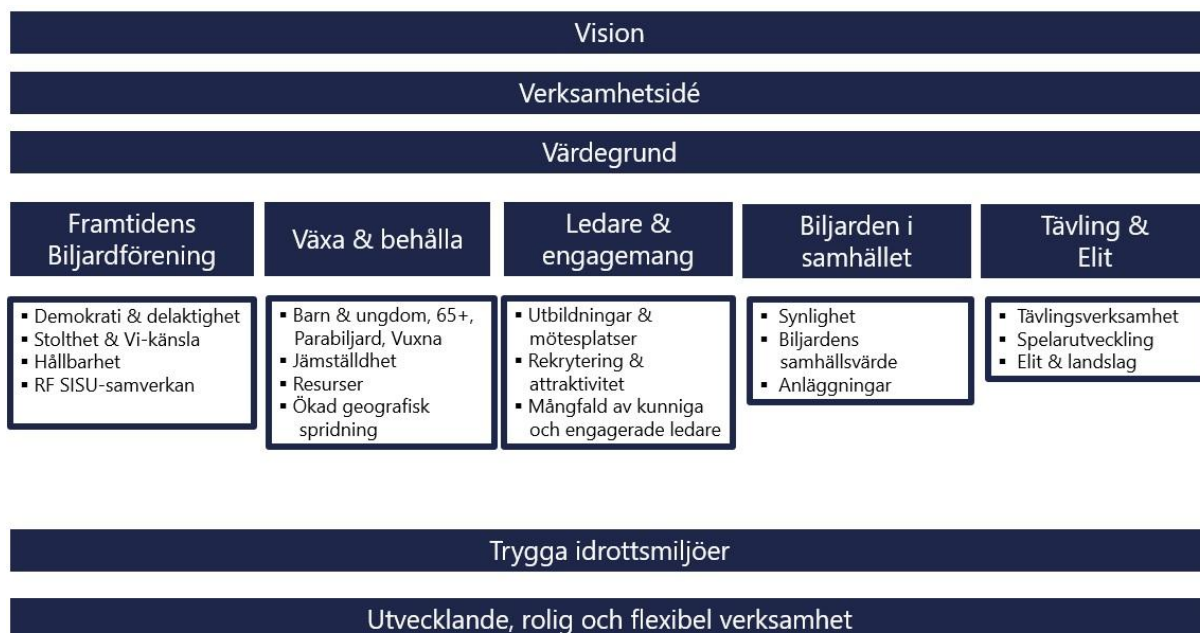 Vision
Verksamhetsidé
Värdegrund
Framtidens
Biljardförening
▪ Demokrati & delaktighet
▪ Stolthet & Vi-känsla
▪ Hållbarhet
▪ RF SISU-samverkan
Växa & behålla
▪ Barn & ungdom, 65+,
Parabiljard, Vuxna
▪ Jämställdhet
▪ Resurser
▪ Ökad geografisk
spridning
Ledare &
engagemang
▪ Utbildningar &
mötesplatser
▪ Rekrytering &
attraktivitet
▪ Mångfald av kunniga
och engagerade ledare
Biljarden i
samhället
▪ Synlighet
▪ Biljardens
samhällsvärde
▪ Anläggningar
Tävling &
Elit
▪ Tävlingsverksamhet
▪ Spelarutveckling
▪ Elit & landslag
Trygga idrottsmiljöer
Utvecklande, rolig och flexibel verksamhet